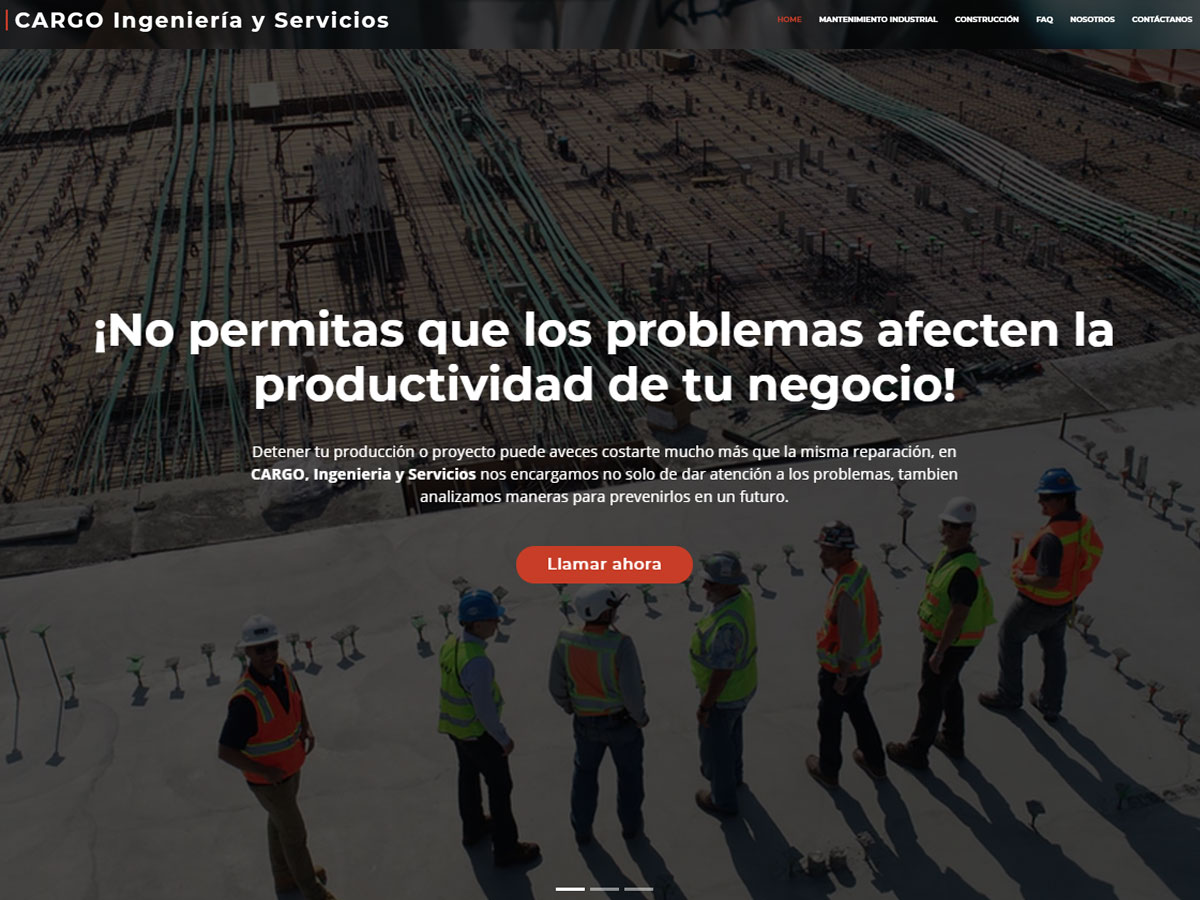 CARGO Ingeniería y Servicios
HOME MANTENIMIENTO INDUSTRIAL CONSTRUCCIÓN FAQ NOSOTROS CONTÁCTANOS
¡No permitas que los problemas afecten la
productividad de tu negocio!
Detener tu producción o proyecto puede aveces costarte mucho más que la misma reparación, en
CARGO, Ingenieria y Servicios nos encargamos no solo de dar atención a los problemas, tambien
analizamos maneras para prevenirlos en un futuro.
Llamar ahora